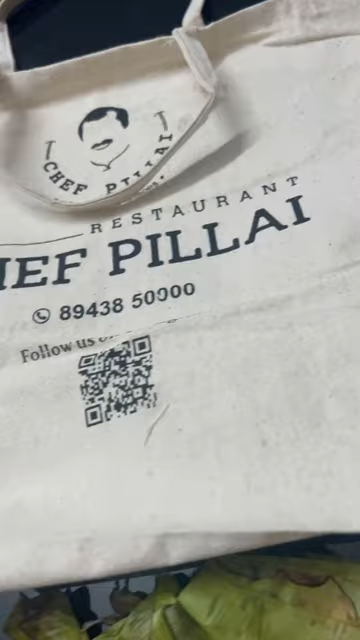 CHEF PILLAI
RESTAURANT
HEF PILLAI
89438 50000
Follow us